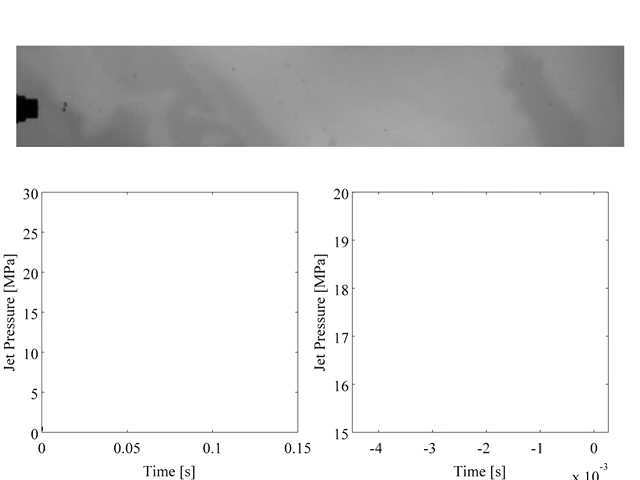 30
25
20
15
10
5
0
0 0.05 0.1 0.15
Jet Pressure [MPa]
Time [s]
20
19
18
17
16
15
-4 -3 -2 -1 0
Jet Pressure [MPa]
Time [s]
x 10^-3